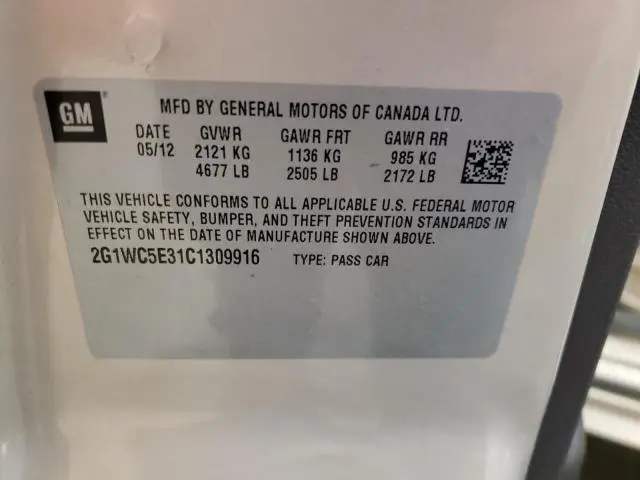 GM
MFD BY GENERAL MOTORS OF CANADA LTD.
DATE GVWR GAWR FRT GAWR RR
05/12 2121 KG 1136 KG 985 KG
4677 LB 2505 LB 2172 LB
THIS VEHICLE CONFORMS TO ALL APPLICABLE U.S. FEDERAL MOTOR
VEHICLE SAFETY, BUMPER, AND THEFT PREVENTION STANDARDS IN
EFFECT ON THE DATE OF MANUFACTURE SHOWN ABOVE.
2G1WC5E31C1309916 TYPE: PASS CAR